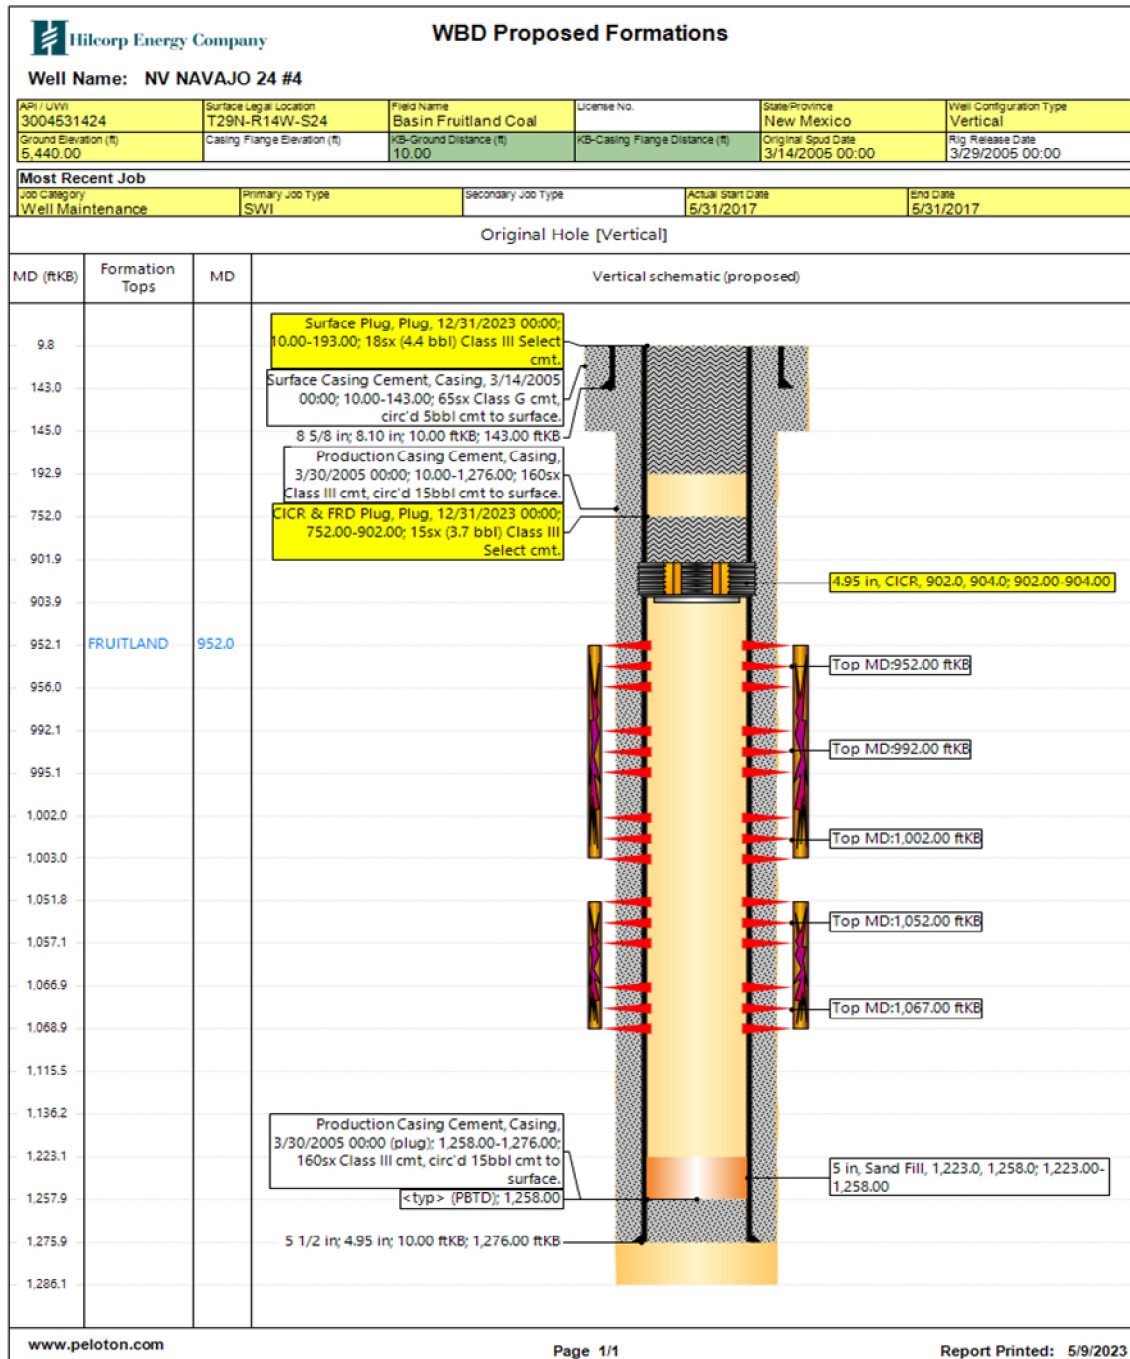 Hilcorp Energy Company
WBD Proposed Formations
Well Name: NV NAVAJO 24 #4
API / UWI
3004531424
Surface Legal Location
T29N-R14W-S24
Field Name
Basin Fruitland Coal
License No.
State/Province
New Mexico
Well Configuration Type
Vertical
Ground Elevation (ft)
5,440.00
Casing Flange Elevation (ft)
KB-Ground Distance (ft)
10.00
KB-Casing Flange Distance (ft)
Original Spud Date
3/14/2005 00:00
Rig Release Date
3/29/2005 00:00
Most Recent Job
Job Category
Well Maintenance
Primary Job Type
SWI
Secondary Job Type
Actual Start Date
5/31/2017
End Date
5/31/2017
Original Hole [Vertical]
MD (ftKB)
Formation
Tops
MD
Vertical schematic (proposed)
Surface Plug, Plug, 12/31/2023 00:00;
10.00-193.00; 18sx (4.4 bbl) Class III Select
cmt.
9.8
Surface Casing Cement, Casing, 3/14/2005
00:00; 10.00-143.00; 65sx Class G cmt,
circ'd 5bbl cmt to surface.
143.0
8 5/8 in; 8.10 in; 10.00 ftKB; 143.00 ftKB
145.0
Production Casing Cement, Casing,
3/30/2005 00:00; 10.00-1,276.00; 160sx
Class III cmt, circ'd 15bbl cmt to surface.
192.9
CICR & FRD Plug, Plug, 12/31/2023 00:00;
752.00-902.00; 15sx (3.7 bbl) Class III
Select cmt.
752.0
901.9
4.95 in, CICR, 902.0, 904.0; 902.00-904.00
903.9
952.1
FRUITLAND
952.0
Top MD:952.00 ftKB
956.0
992.1
Top MD:992.00 ftKB
995.1
1,002.0
Top MD:1,002.00 ftKB
1,003.0
1,051.8
Top MD:1,052.00 ftKB
1,057.1
1,066.9
Top MD:1,067.00 ftKB
1,068.9
1,115.5
1,136.2
Production Casing Cement, Casing,
3/30/2005 00:00 (plug); 1,258.00-1,276.00;
160sx Class III cmt, circ'd 15bbl cmt to
surface.
1,223.1
5 in, Sand Fill, 1,223.0, 1,258.0; 1,223.00-
1,258.00
<typ> (PBTD); 1,258.00
1,257.9
5 1/2 in; 4.95 in; 10.00 ftKB; 1,276.00 ftKB
1,275.9
1,286.1
www.peloton.com
Page 1/1
Report Printed: 5/9/2023